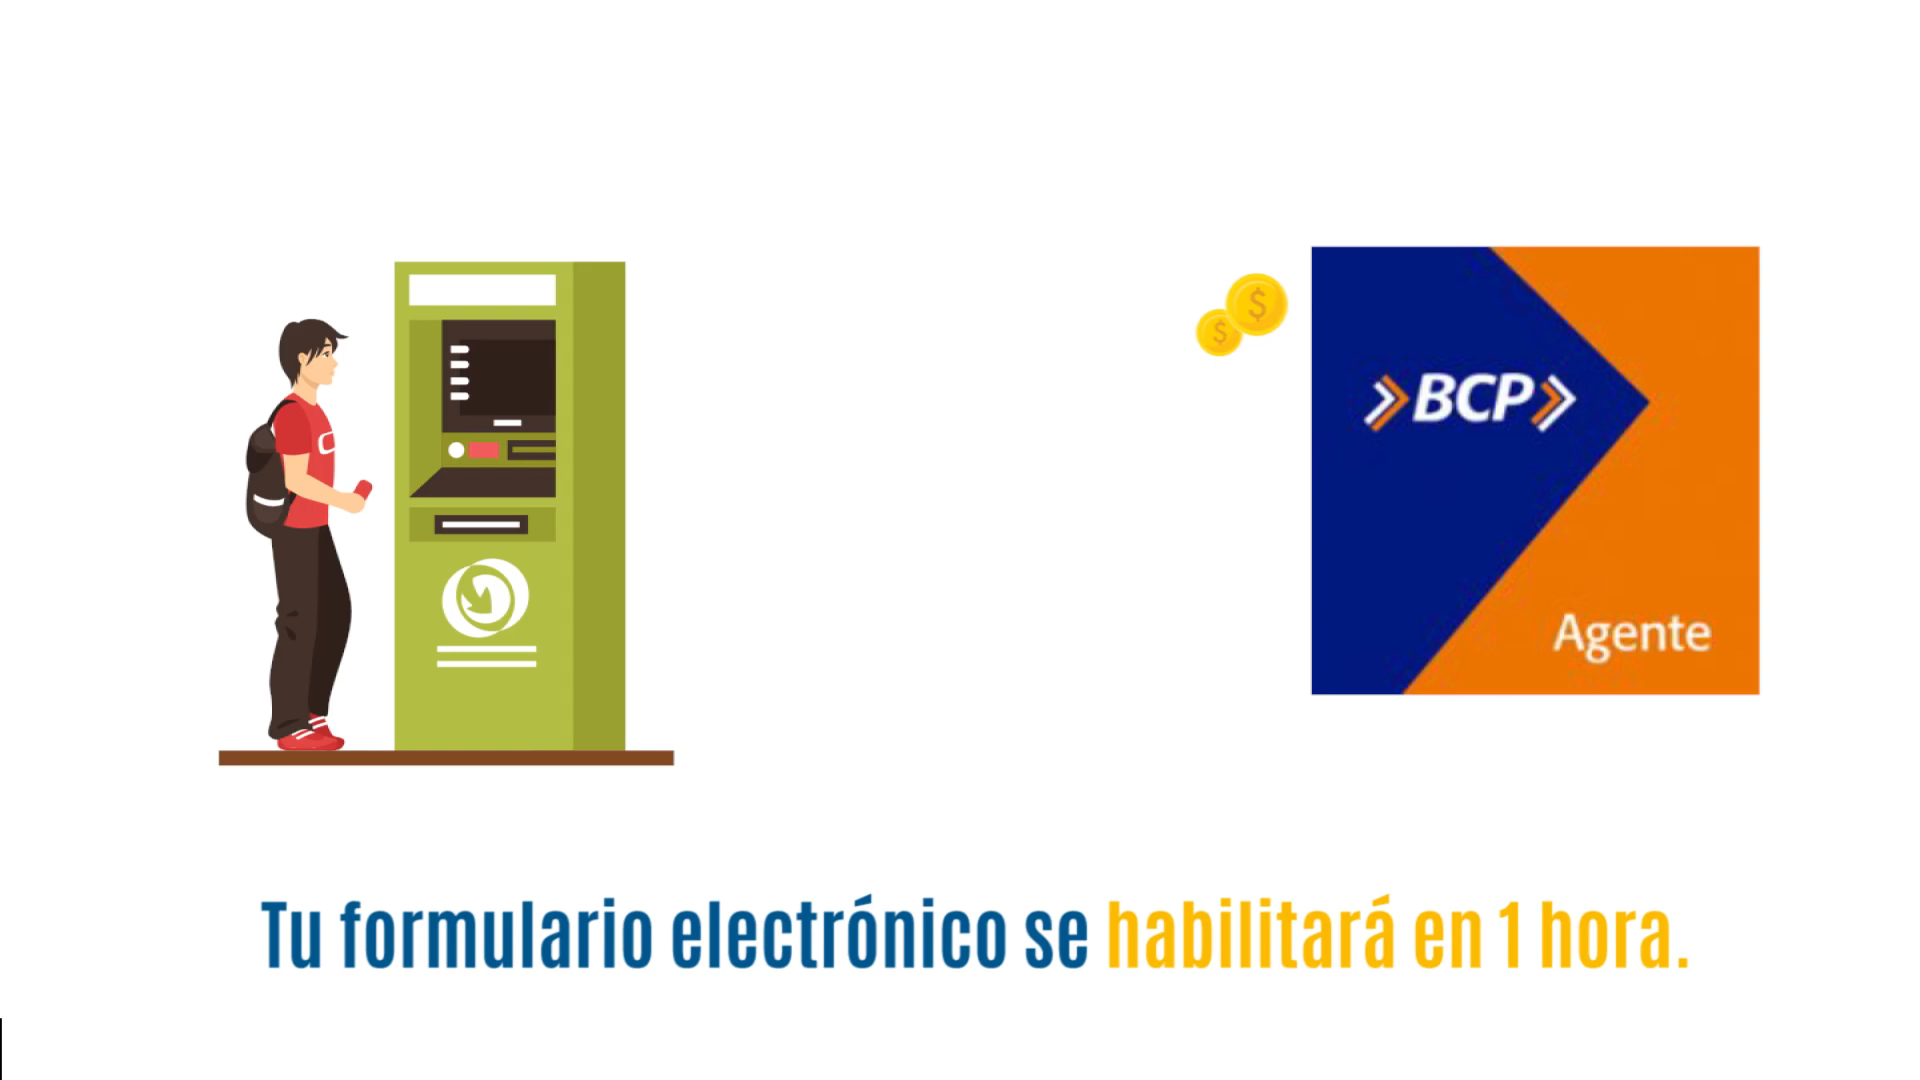 $
$
BCP
Agente
Tu formulario electrónico se habilitará en 1 hora.